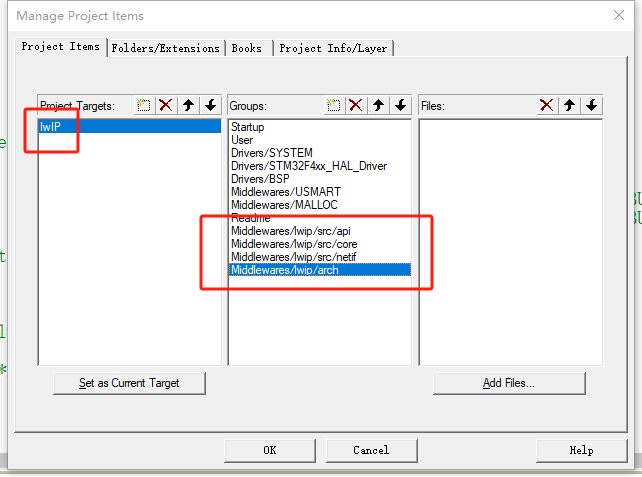 Manage Project Items
Project Items Folders/Extensions Books Project Info/Layer
Project Targets: Groups: Files:
lwIP
Startup
User
Drivers/SYSTEM
Drivers/STM32F4xx_HAL_Driver
Drivers/BSP
Middlewares/USMART
Middlewares/MALLOC
Readme
Middlewares/lwip/src/api
Middlewares/lwip/src/core
Middlewares/lwip/src/netif
Middlewares/lwip/arch
Set as Current Target Add Files...
OK Cancel Help